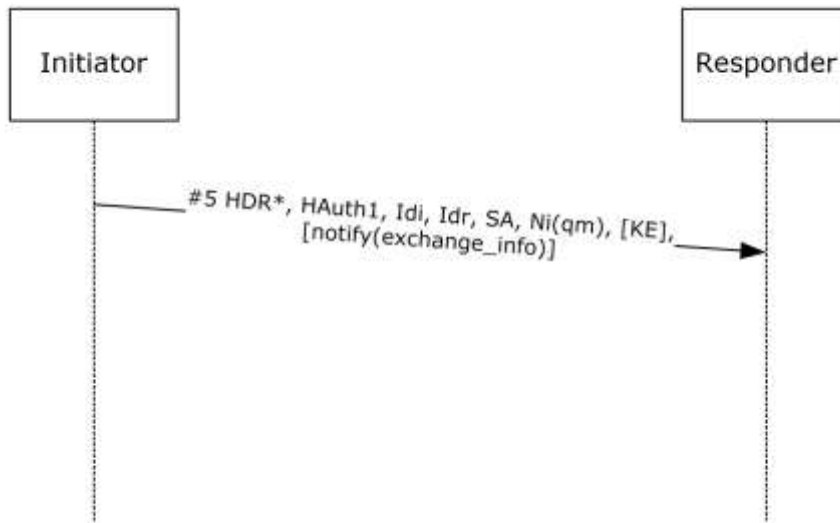 Initiator
Responder
#5 HDR*, HAuth1, Idi, Idr, SA, Ni(qm), [KE],
[notify(exchange_info)]